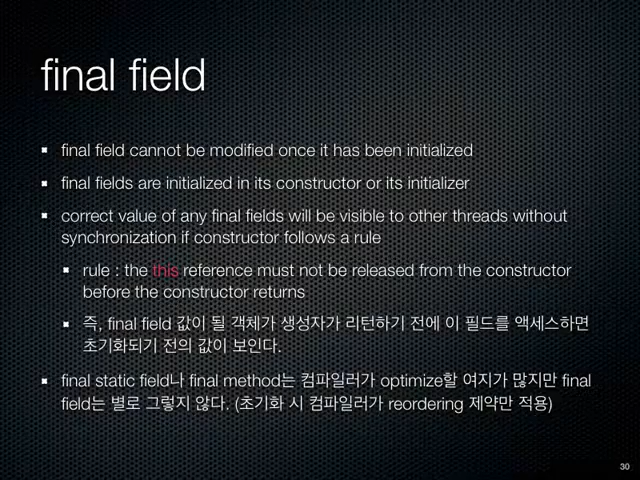 final field
final field cannot be modified once it has been initialized
final fields are initialized in its constructor or its initializer
correct value of any final fields will be visible to other threads without
synchronization if constructor follows a rule
rule : the this reference must not be released from the constructor
before the constructor returns
즉, final field 값이 될 객체가 생성자가 리턴하기 전에 이 필드를 액세스하면
초기화되기 전의 값이 보인다.
final static field나 final method는 컴파일러가 optimize할 여지가 많지만 final
field는 별로 그렇지 않다. (초기화 시 컴파일러가 reordering 제약만 적용)
30